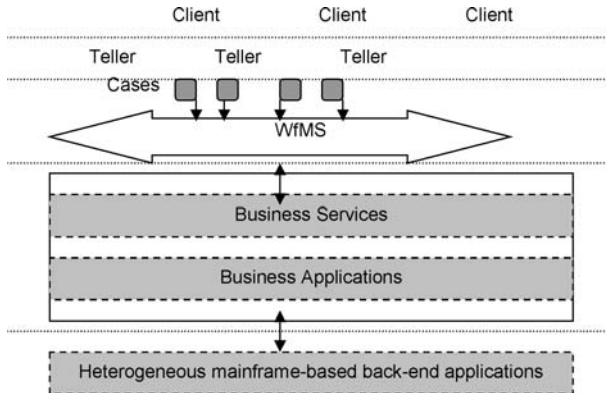 Client Client Client
Teller Teller Teller
Cases
WfMS
Business Services
Business Applications
Heterogeneous mainframe-based back-end applications